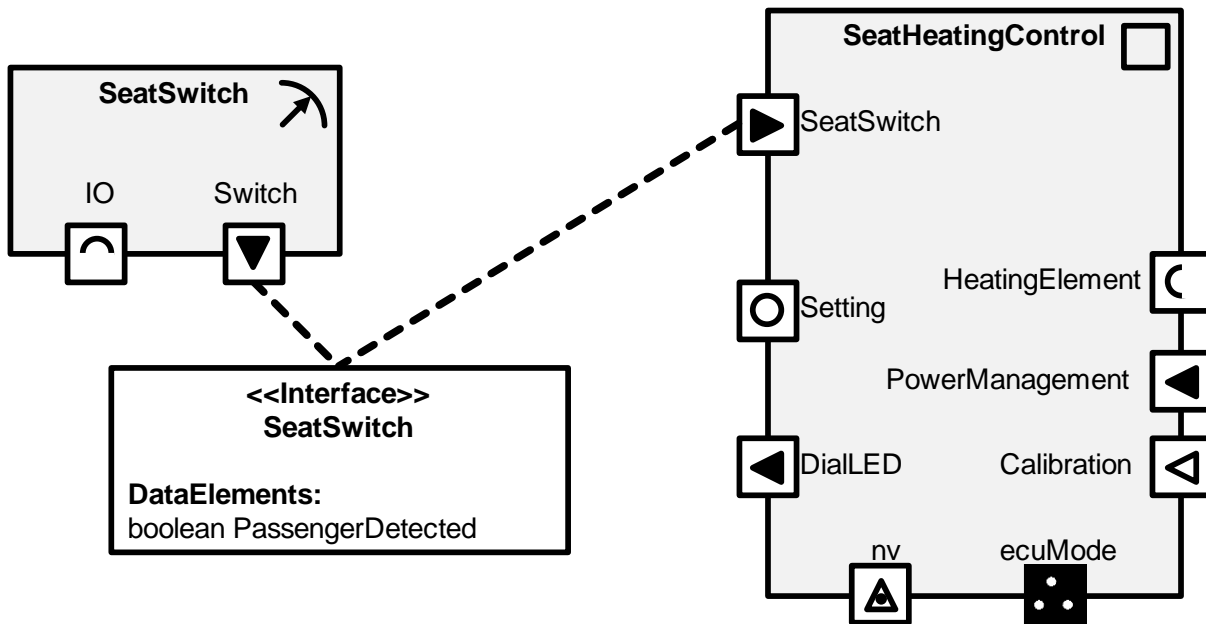 SeatSwitch
IO
Switch
<<Interface>>
SeatSwitch
DataElements:
boolean PassengerDetected
SeatHeatingControl
SeatSwitch
Setting
DialLED
HeatingElement
PowerManagement
Calibration
nv
ecuMode